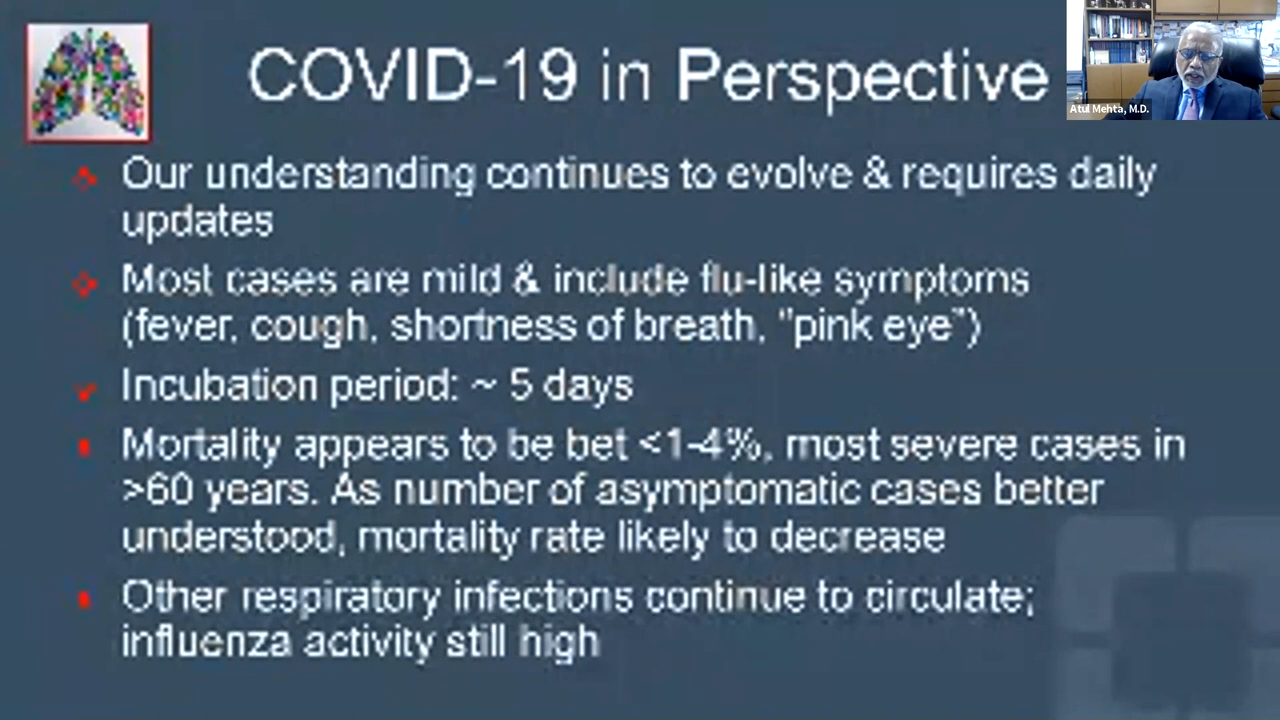 COVID-19 in Perspective
Atul Mehta, M.D.
Our understanding continues to evolve & requires daily
updates
Most cases are mild & include flu-like symptoms
(fever, cough, shortness of breath, "pink eye")
Incubation period: ~ 5 days
Mortality appears to be bet <1-4%, most severe cases in
>60 years. As number of asymptomatic cases better
understood, mortality rate likely to decrease
Other respiratory infections continue to circulate;
influenza activity still high